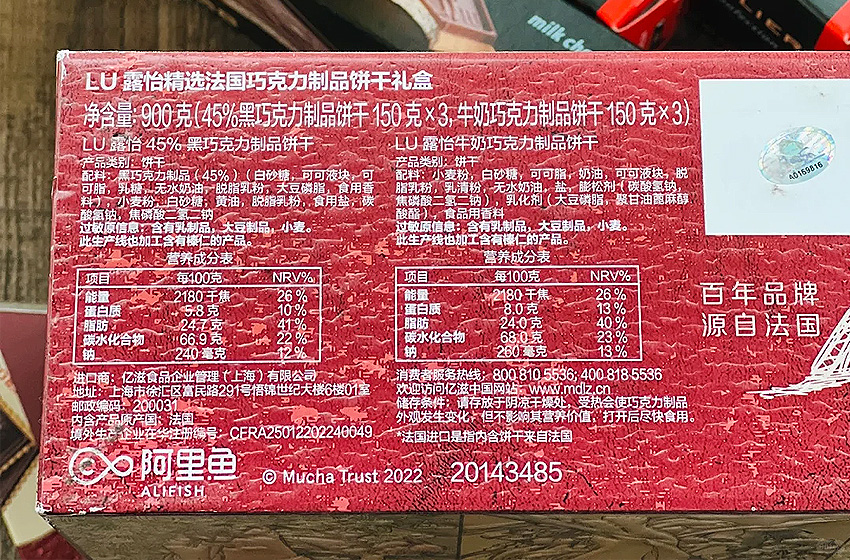 milk cho
LU 露怡精选法国巧克力制品饼干礼盒
净含量: 900 克(45%黑巧克力制品饼干 150 克×3, 牛奶巧克力制品饼干 150 克×3)
LU 露怡 45% 黑巧克力制品饼干
产品类别: 饼干
配料: 黑巧克力制品(45%)(白砂糖, 可可液块, 可
可脂, 乳糖, 无水奶油, 脱脂乳粉, 大豆磷脂, 食用香
料), 小麦粉, 白砂糖, 黄油, 脱脂乳粉, 食用盐, 碳
酸氢钠, 焦磷酸二氢二钠
过敏原信息: 含有乳制品, 大豆制品, 小麦。
此生产线也加工含有榛仁的产品。
营养成分表
项目 每100克 NRV%
能量 2180 千焦 26 %
蛋白质 5.8 克 10 %
脂肪 24.7 克 41 %
碳水化合物 66.9 克 22 %
钠 240 毫克 12 %
LU 露怡牛奶巧克力制品饼干
产品类别: 饼干
配料: 小麦粉, 白砂糖, 可可脂, 奶油, 可可液块, 脱
脂乳粉, 乳清粉, 无水奶油, 盐, 膨松剂(碳酸氢钠,
焦磷酸二氢二钠), 乳化剂(大豆磷脂, 聚甘油蓖麻醇
酸酯), 食品用香料
过敏原信息: 含有乳制品, 大豆制品, 小麦。
此生产线也加工含有榛仁的产品。
营养成分表
项目 每100克 NRV%
能量 2180 千焦 26 %
蛋白质 8.0 克 13 %
脂肪 24.0 克 40 %
碳水化合物 68.0 克 23 %
钠 260 毫克 13 %
A0169816
百年品牌
源自法国
进口商: 亿滋食品企业管理(上海)有限公司
地址: 上海市徐汇区富民路291号悟锦世纪大楼6楼01室
邮政编码: 200031
内含产品原产国: 法国
境外生产企业在华注册编号: CFRA25012202240049
消费者服务热线: 800 810 5536; 400 818 5536
欢迎访问亿滋中国网站: www.mdlz.cn
储存条件: 请存放于阴凉干燥处, 受热会使巧克力制品
外观发生变化, 但不影响其营养价值, 打开后尽快食用。
*法国进口是指内含饼干来自法国
阿里鱼
ALIFISH
© Mucha Trust 2022
20143485